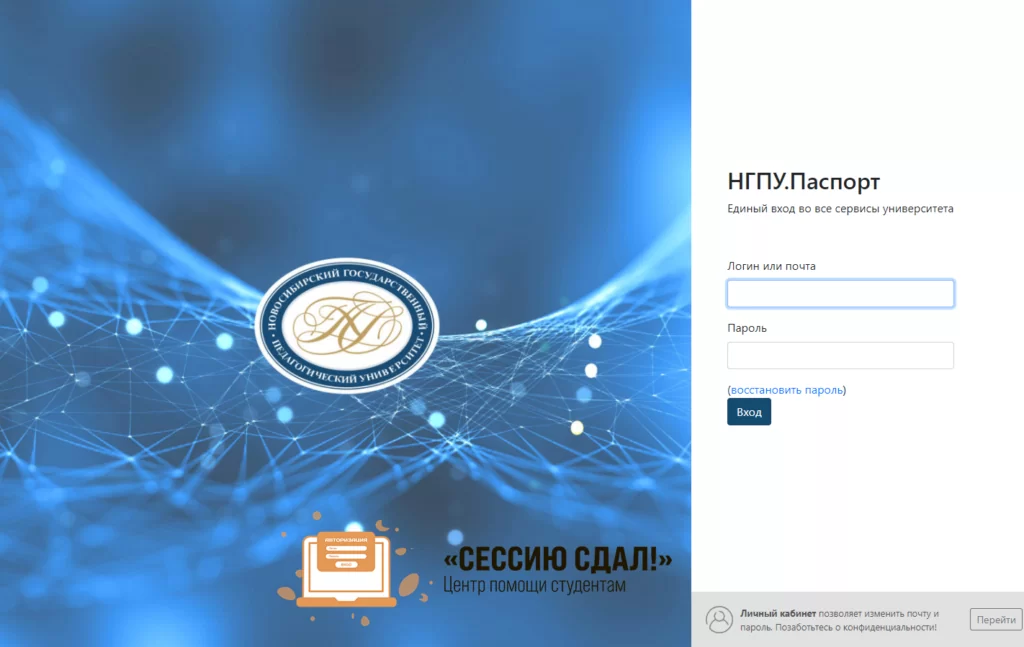 НОВОСИБИРСКИЙ ГОСУДАРСТВЕННЫЙ
ПЕДАГОГИЧЕСКИЙ УНИВЕРСИТЕТ
АВТОРИЗАЦИЯ
«СЕССИЮ СДАЛ!»
Центр помощи студентам
НГПУ.Паспорт
Единый вход во все сервисы университета
Логин или почта
Пароль
(восстановить пароль)
Вход
Личный кабинет позволяет изменить почту и
пароль. Позаботьтесь о конфиденциальности!
Перейти